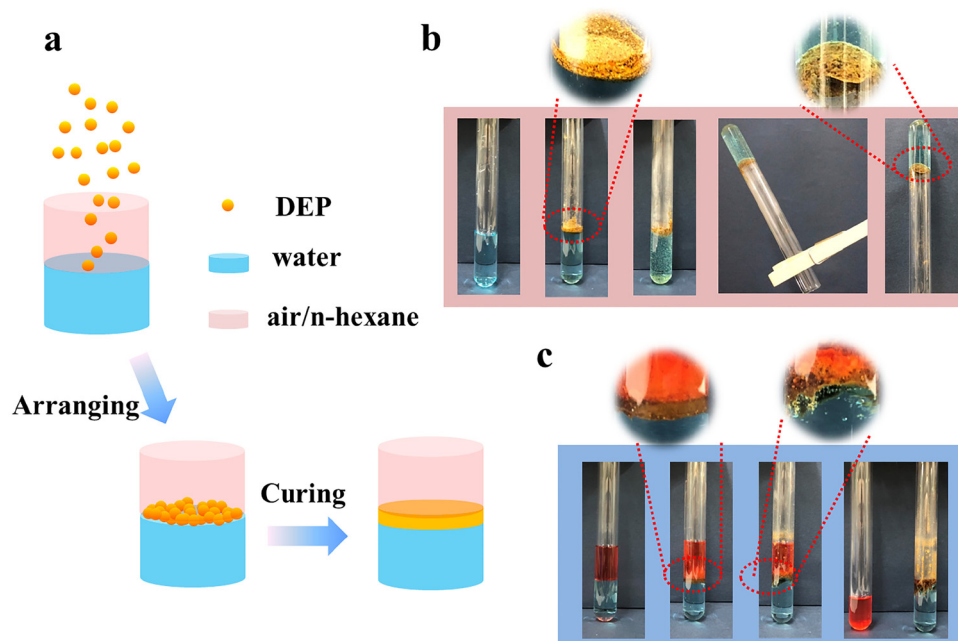 a
DEP
water
air/n-hexane
Arranging
Curing
b
c